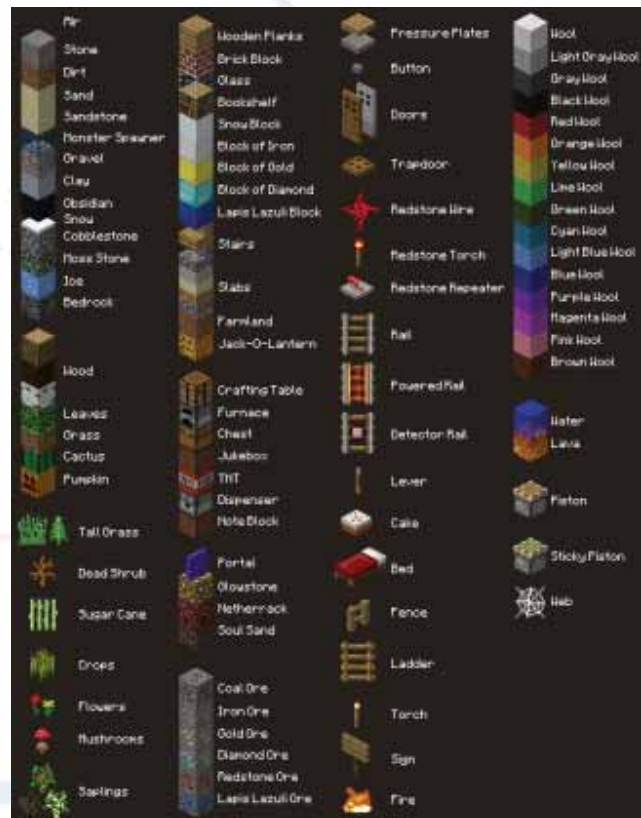 Air
Stone
Dirt
Sand
Sandstone
Monster Spawner
Gravel
Clay
Obsidian
Snow
Cobblestone
Moss Stone
Ice
Bedrock
Wood
Leaves
Grass
Cactus
Pumpkin
Tall Grass
Dead Shrub
Sugar Cane
Crops
Flowers
Mushrooms
Saplings
Wooden Planks
Brick Block
Glass
Bookshelf
Snow Block
Block of Iron
Block of Gold
Block of Diamond
Lapis Lazuli Block
Stairs
Slabs
Farmland
Jack-O-Lantern
Crafting Table
Furnace
Chest
Jukebox
TNT
Dispenser
Note Block
Portal
Glowstone
Netherrack
Soul Sand
Coal Ore
Iron Ore
Gold Ore
Diamond Ore
Redstone Ore
Lapis Lazuli Ore
Pressure Plates
Button
Doors
Trapdoor
Redstone Wire
Redstone Torch
Redstone Repeater
Rail
Powered Rail
Detector Rail
Lever
Cake
Bed
Fence
Ladder
Torch
Sign
Fire
Wool
Light Gray Wool
Gray Wool
Black Wool
Red Wool
Orange Wool
Yellow Wool
Lime Wool
Green Wool
Cyan Wool
Light Blue Wool
Blue Wool
Purple Wool
Magenta Wool
Pink Wool
Brown Wool
Water
Lava
Piston
Sticky Piston
Web